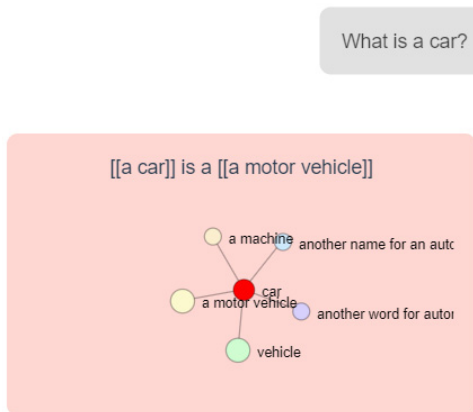 What is a car?
[[a car]] is a [[a motor vehicle]]
a machine
another name for an auto
car
a motor vehicle
another word for autor
vehicle